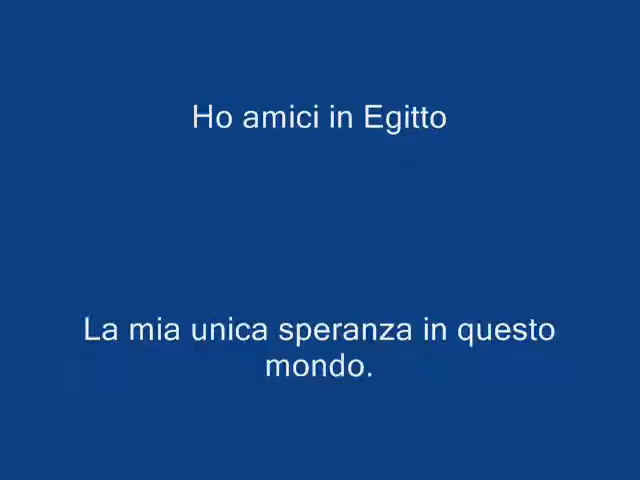 Ho amici in Egitto
La mia unica speranza in questo
mondo.